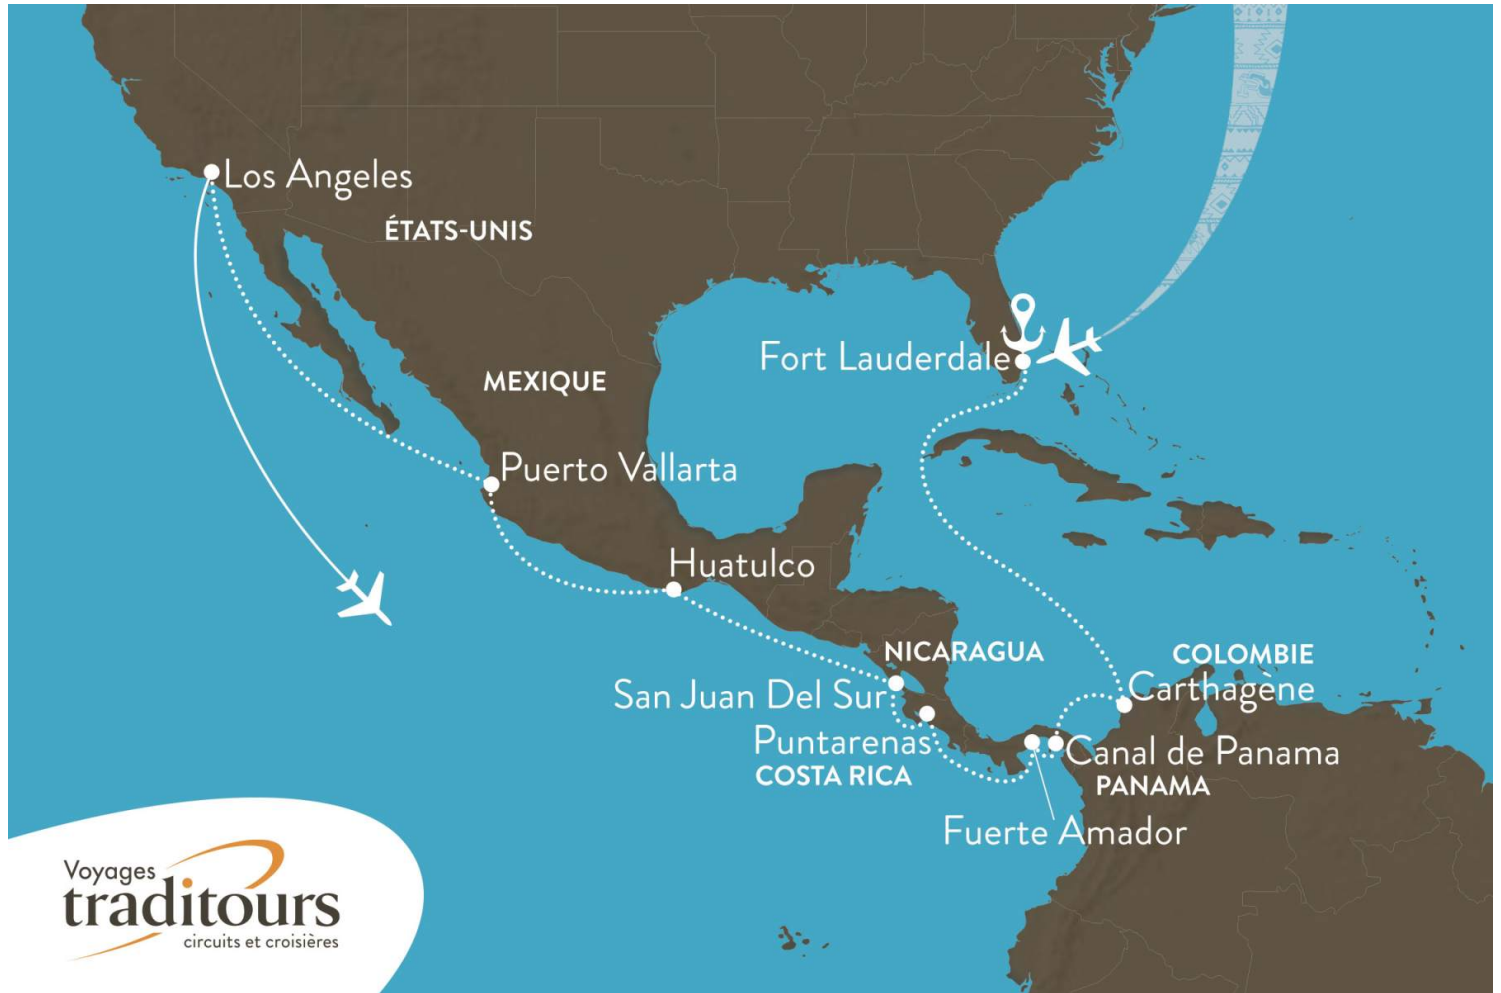 Los Angeles
ÉTATS-UNIS
Fort Lauderdale
MEXIQUE
Puerto Vallarta
Huatulco
NICARAGUA
COLOMBIE
San Juan Del Sur
Carthagène
Puntarenas
Canal de Panama
COSTA RICA
PANAMA
Fuerte Amador
Voyages
traditours
circuits et croisières